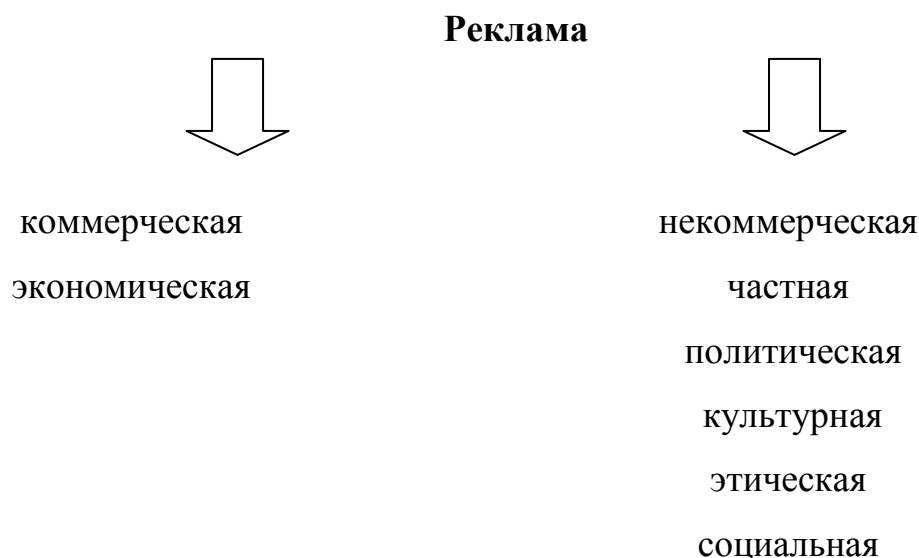 Реклама
коммерческая
экономическая
некоммерческая
частная
политическая
культурная
этическая
социальная